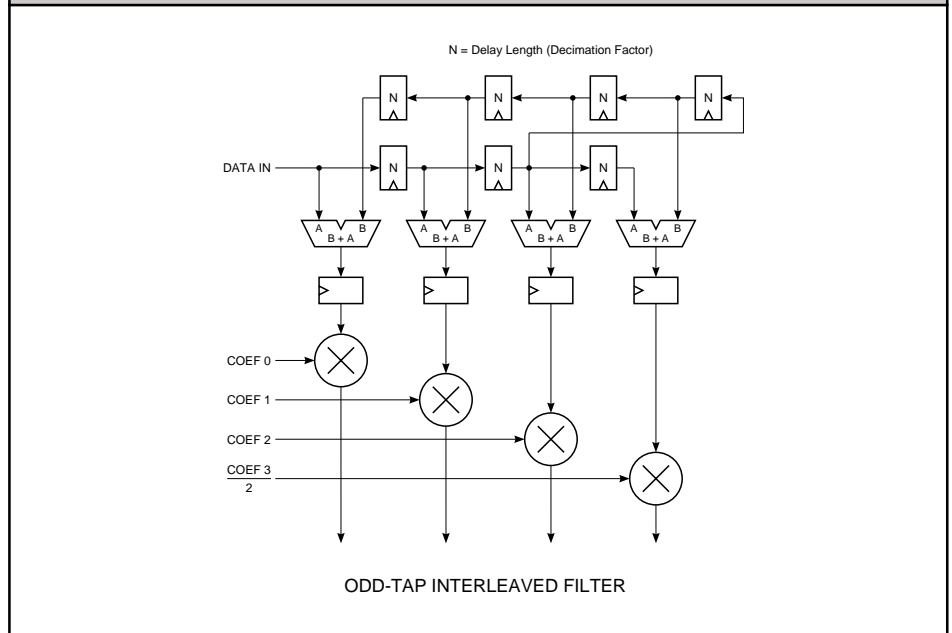 N = Delay Length (Decimation Factor)
N N N N
DATA IN N N N
A B A B A B A B
B + A B + A B + A B + A
COEF 0
COEF 1
COEF 2
COEF 3
2
ODD-TAP INTERLEAVED FILTER